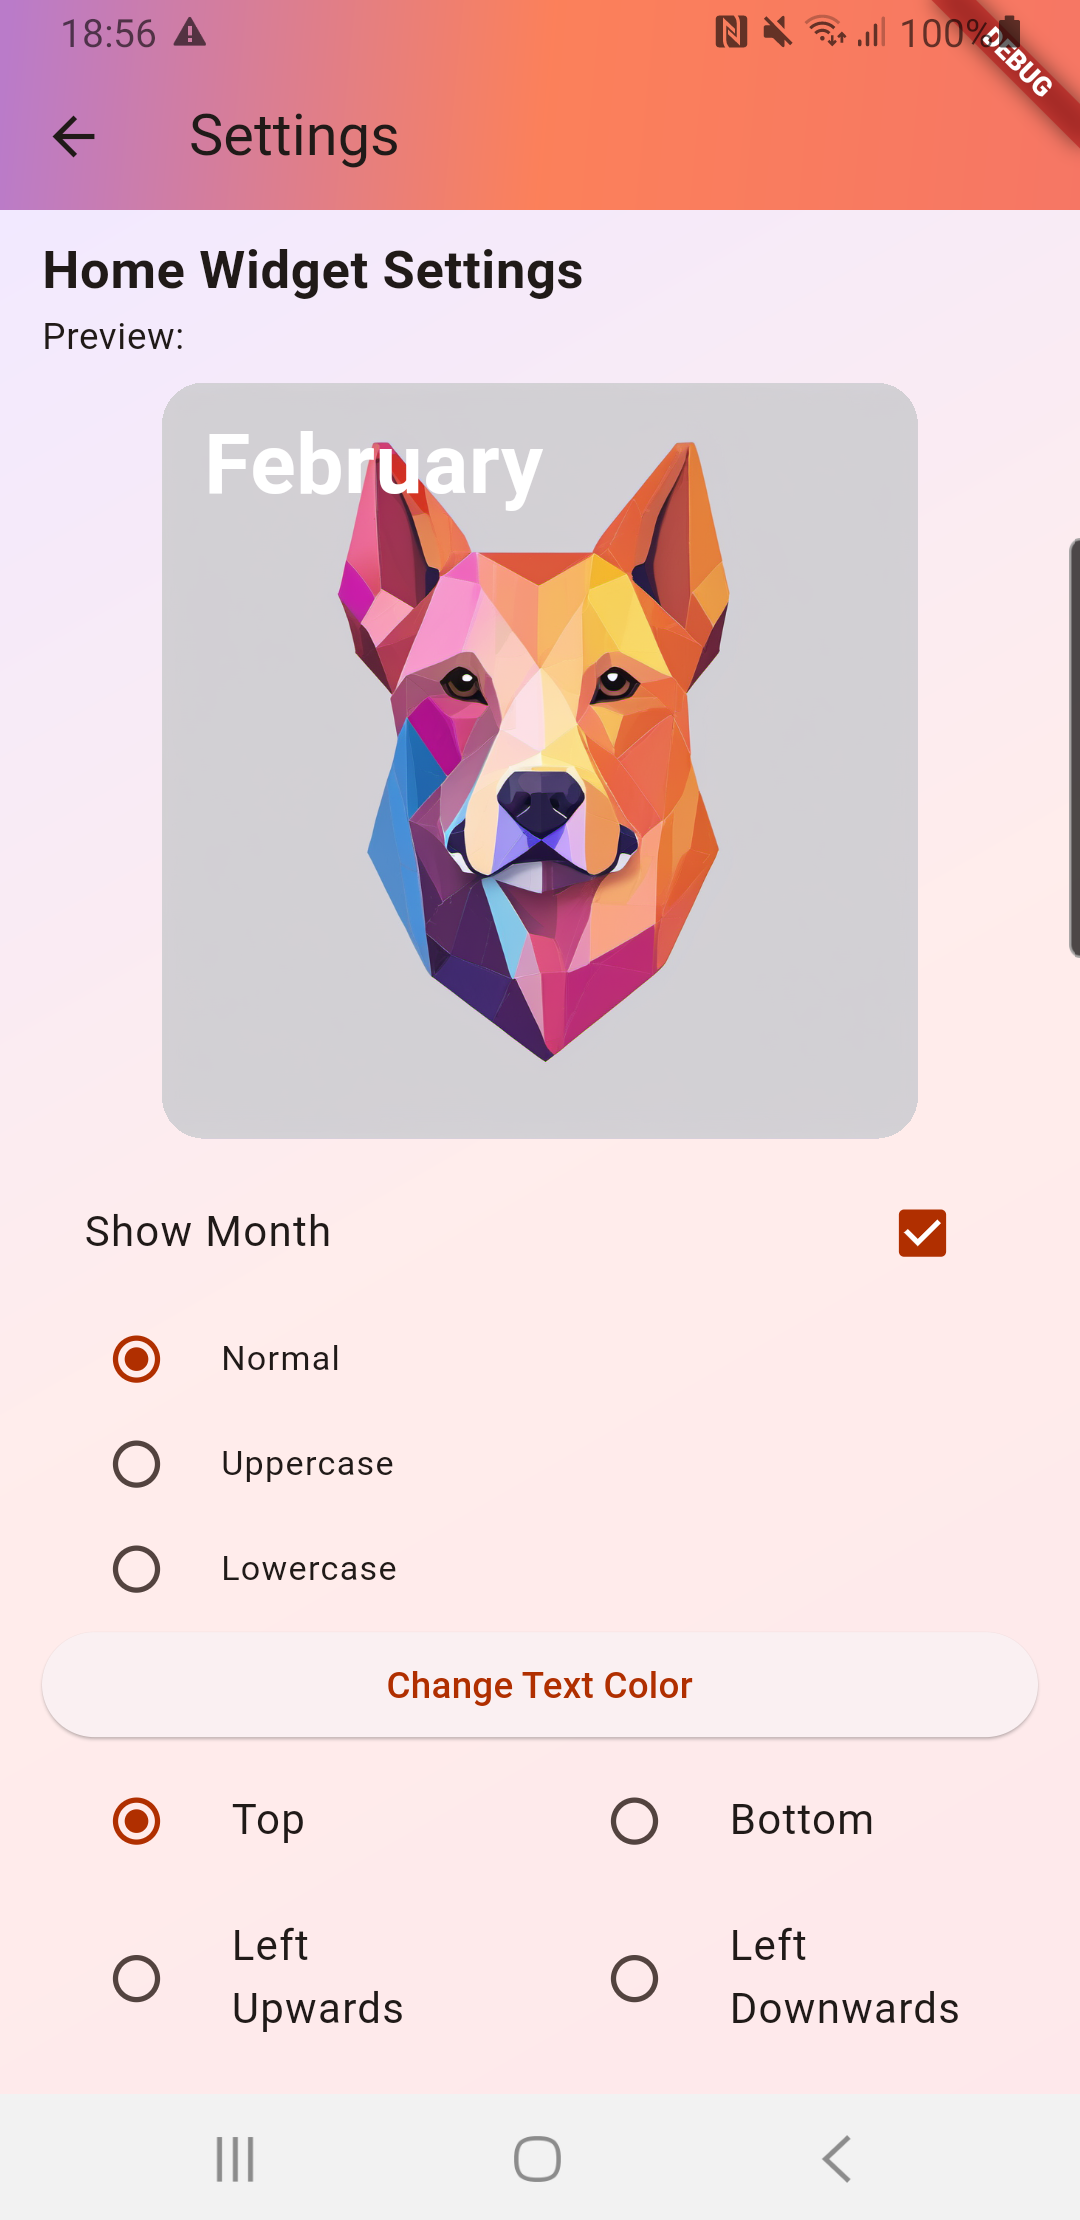 18:56
100%
DEBUG
Settings
Home Widget Settings
Preview:
February
Show Month
Normal
Uppercase
Lowercase
Change Text Color
Top
Bottom
Left
Upwards
Left
Downwards